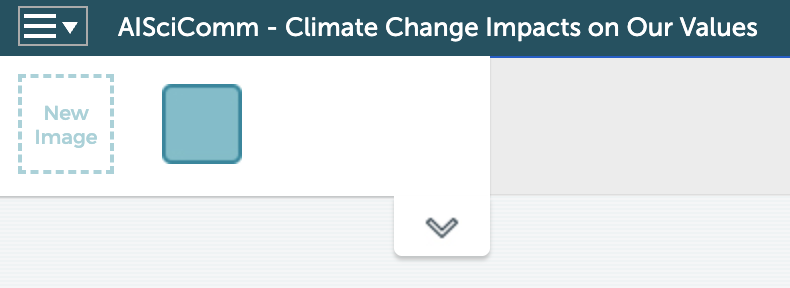 AISciComm - Climate Change Impacts on Our Values
New
Image